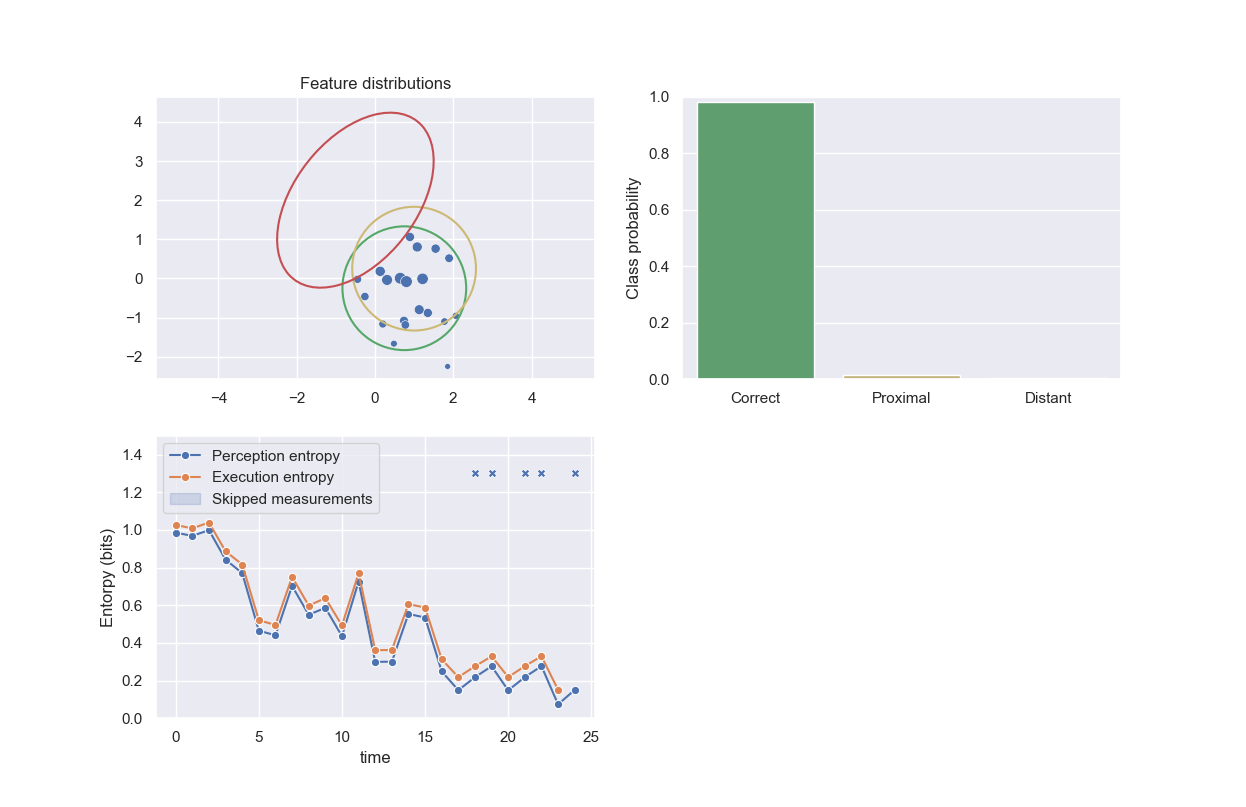 Feature distributions
4
3
2
1
0
−1
−2
−4 −2 0 2 4
Class probability
1.0
0.8
0.6
0.4
0.2
0.0
Correct Proximal Distant
Perception entropy
Execution entropy
Skipped measurements
Entorpy (bits)
1.4
1.2
1.0
0.8
0.6
0.4
0.2
0.0
0 5 10 15 20 25
time